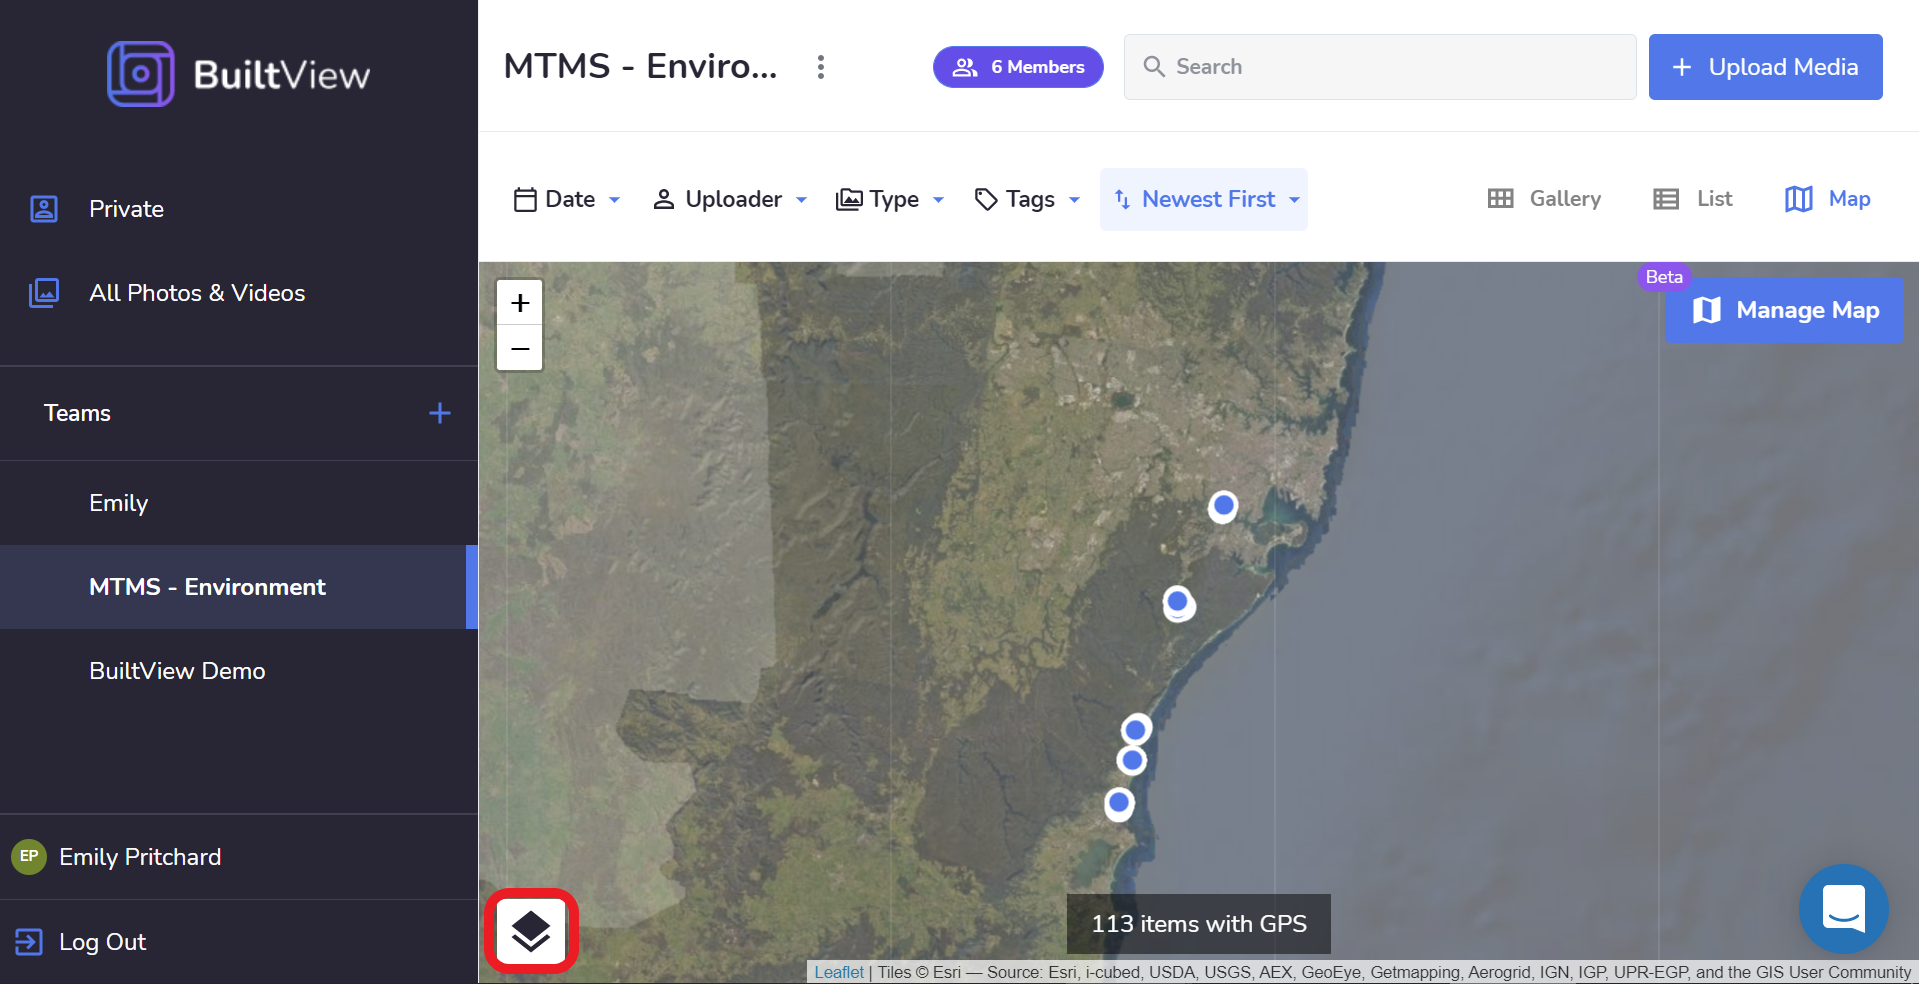 BuiltView
MTMS - Enviro...
6 Members
Search
+ Upload Media
Private
All Photos & Videos
Date
Uploader
Type
Tags
Newest First
Gallery
List
Map
Beta
Manage Map
+
−
Teams
+
Emily
MTMS - Environment
BuiltView Demo
EP
Emily Pritchard
Log Out
113 items with GPS
Leaflet | Tiles © Esri — Source: Esri, i-cubed, USDA, USGS, AEX, GeoEye, Getmapping, Aerogrid, IGN, IGP, UPR-EGP, and the GIS User Community